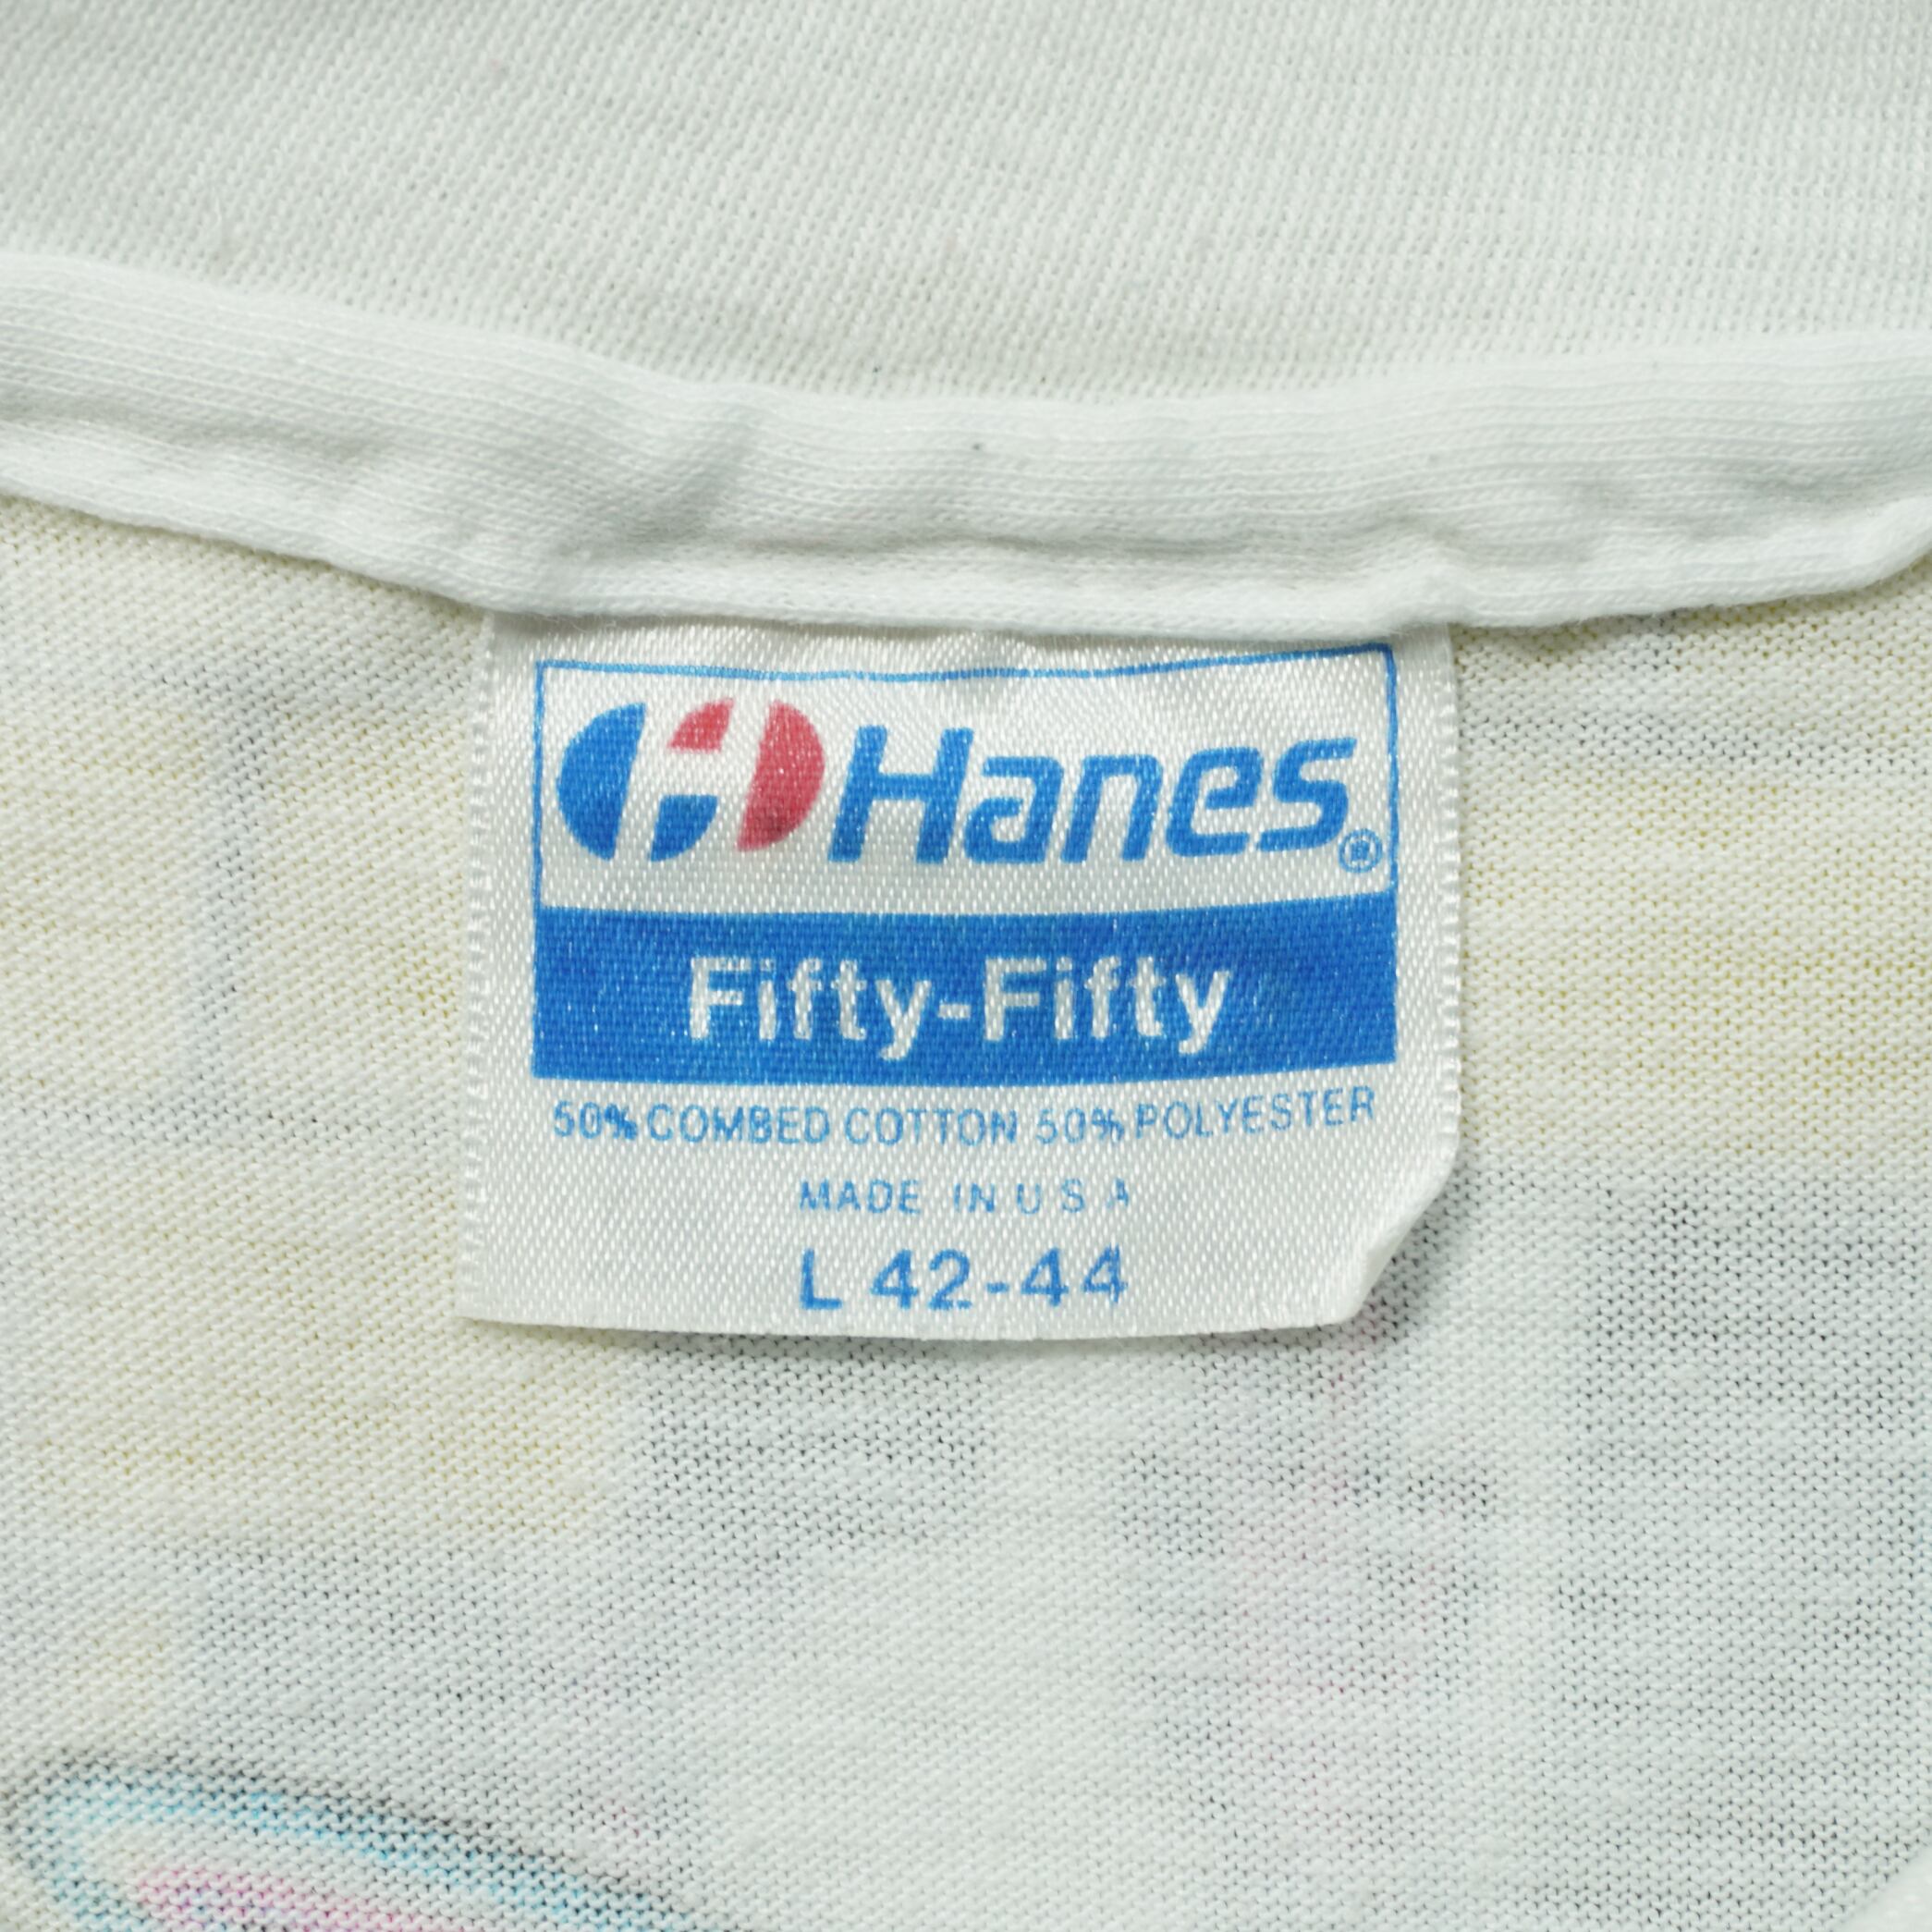 Hanes®
Fifty-Fifty
50% COMBED COTTON 50% POLYESTER
MADE IN U S A
L 42-44